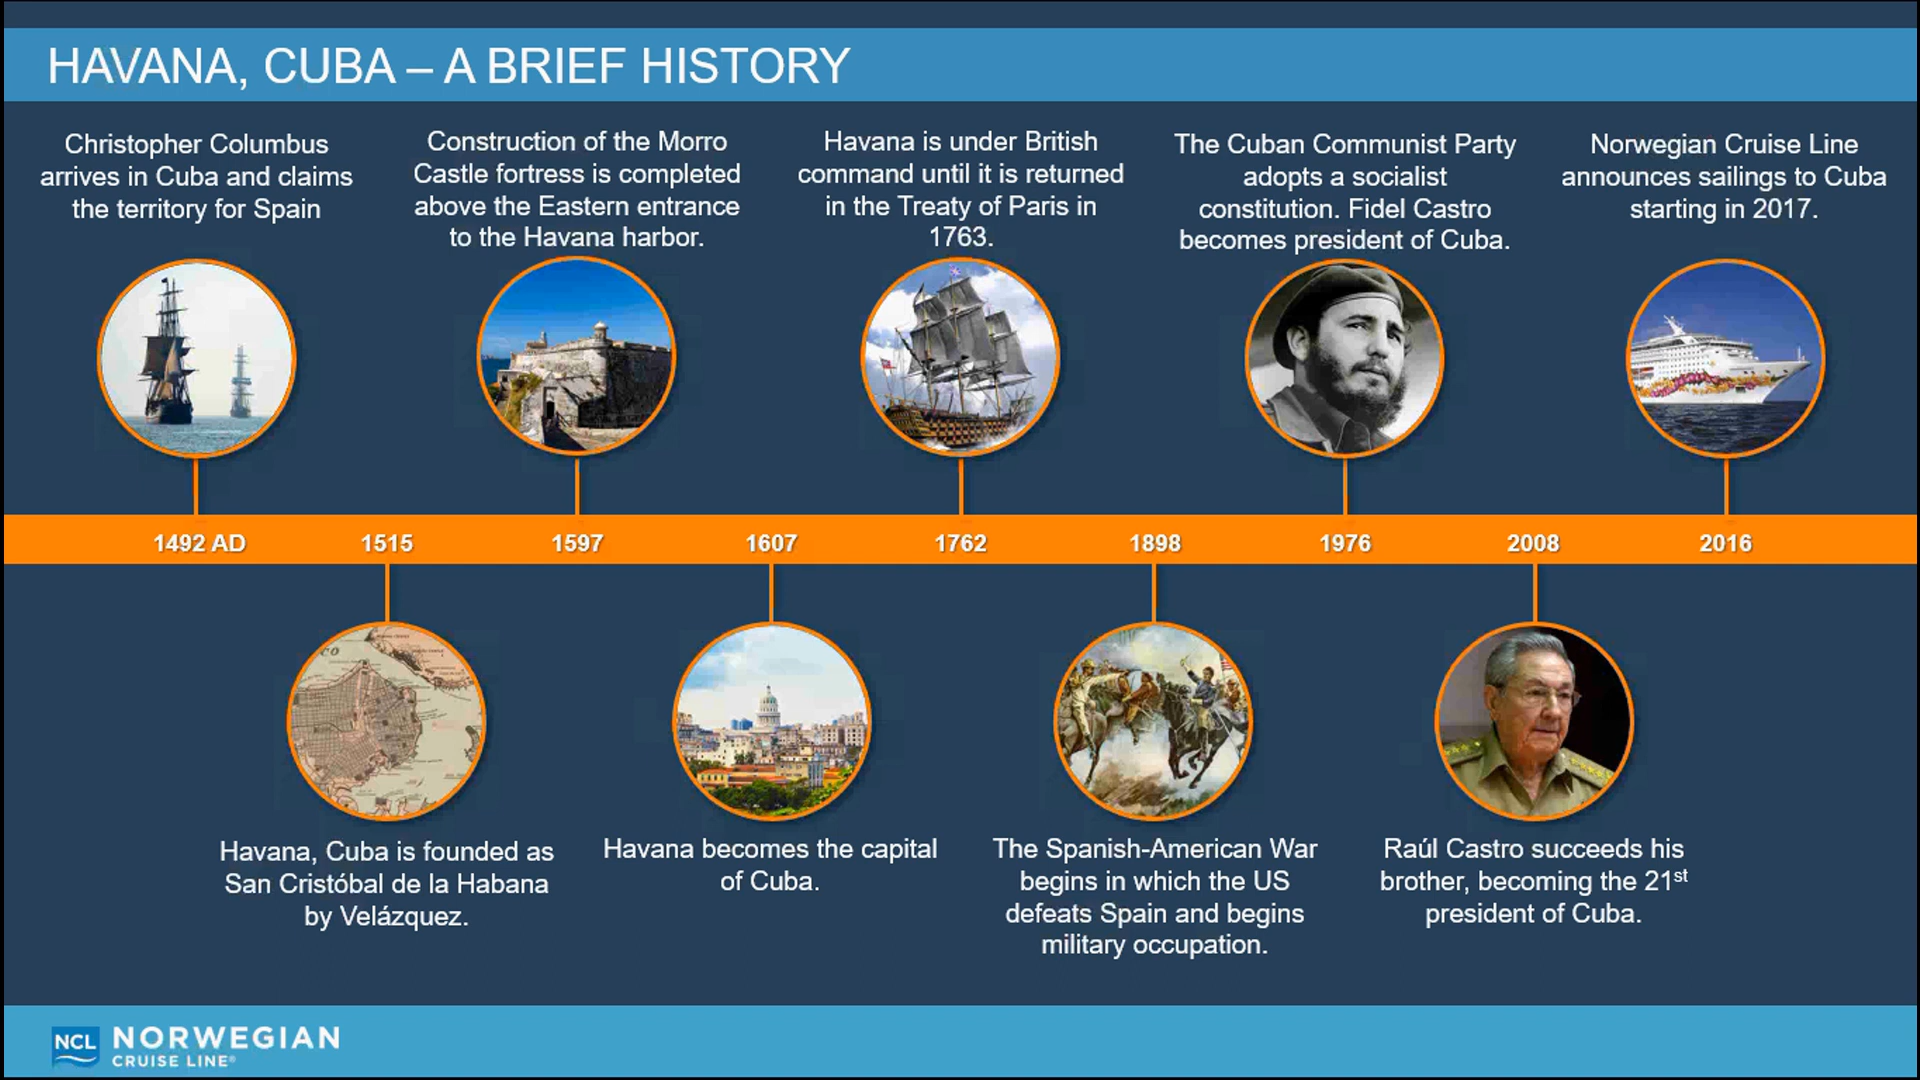 HAVANA, CUBA – A BRIEF HISTORY
Christopher Columbus
arrives in Cuba and claims
the territory for Spain
Construction of the Morro
Castle fortress is completed
above the Eastern entrance
to the Havana harbor.
Havana is under British
command until it is returned
in the Treaty of Paris in
1763.
The Cuban Communist Party
adopts a socialist
constitution. Fidel Castro
becomes president of Cuba.
Norwegian Cruise Line
announces sailings to Cuba
starting in 2017.
1492 AD 1515 1597 1607 1762 1898 1976 2008 2016
Havana, Cuba is founded as
San Cristóbal de la Habana
by Velázquez.
Havana becomes the capital
of Cuba.
The Spanish-American War
begins in which the US
defeats Spain and begins
military occupation.
Raúl Castro succeeds his
brother, becoming the 21st
president of Cuba.
NCL NORWEGIAN
CRUISE LINE®